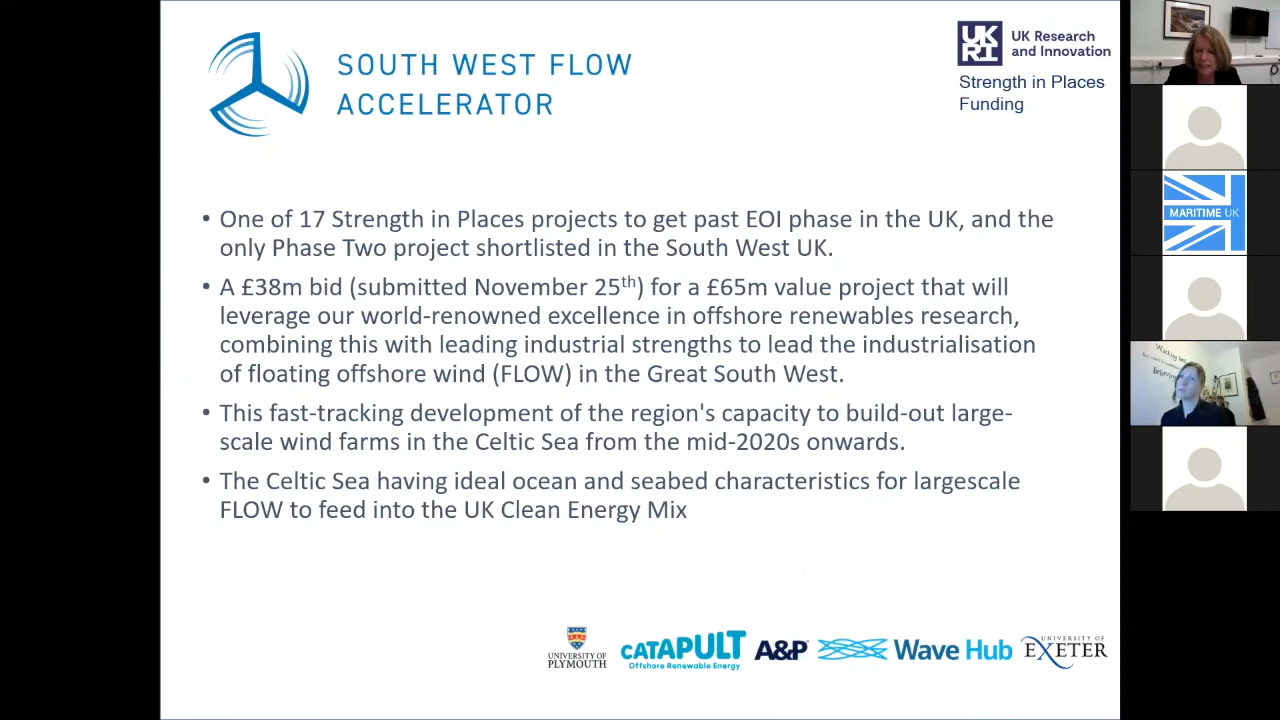 SOUTH WEST FLOW
ACCELERATOR
UK
RI
UK Research
and Innovation
Strength in Places
Funding
• One of 17 Strength in Places projects to get past EOI phase in the UK, and the
only Phase Two project shortlisted in the South West UK.
• A £38m bid (submitted November 25th) for a £65m value project that will
leverage our world-renowned excellence in offshore renewables research,
combining this with leading industrial strengths to lead the industrialisation
of floating offshore wind (FLOW) in the Great South West.
• This fast-tracking development of the region's capacity to build-out large-
scale wind farms in the Celtic Sea from the mid-2020s onwards.
• The Celtic Sea having ideal ocean and seabed characteristics for largescale
FLOW to feed into the UK Clean Energy Mix
UNIVERSITY OF
PLYMOUTH
CATAPULT
Offshore Renewable Energy
A&P
Wave Hub
UNIVERSITY OF
EXETER
MARITIME UK